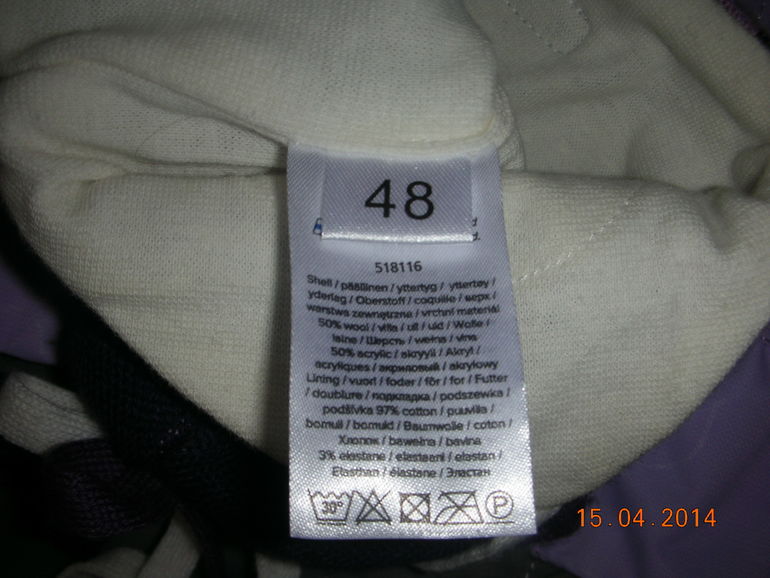 48
518116
Shell / päällinen / yttertyg / yttertøy /
yderlag / Oberstoff / coquille / верх /
warstwa zewnętrzna / vrchní materiál
50% wool / villa / ull / uld / Wolle /
laine / Шерсть / wełna / vlna
50% acrylic / akryyli / Akryl /
acryliques / акриловый / akrylowy
Lining / vuori / foder / fôr / for / Futter
/ doublure / подкладка / podszewka /
podšívka 97% cotton / puuvilla /
bomull / bomuld / Baumwolle / coton /
Хлопок / bawełna / bavlna
3% elastane / elastaani / elastan /
Elasthan / élastane / Эластан
30° P
15.04.2014